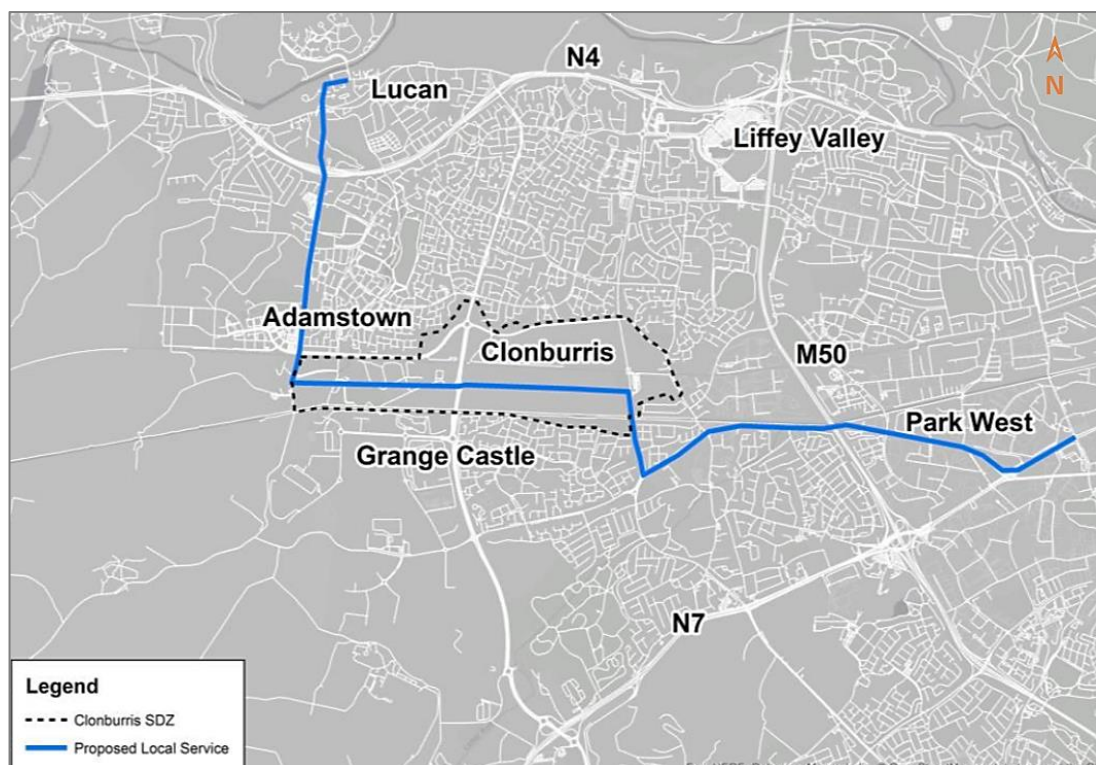 N4
N
Lucan
Liffey Valley
Adamstown
Clonburris
M50
Park West
Grange Castle
N7
Legend
Clonburris SDZ
Proposed Local Service